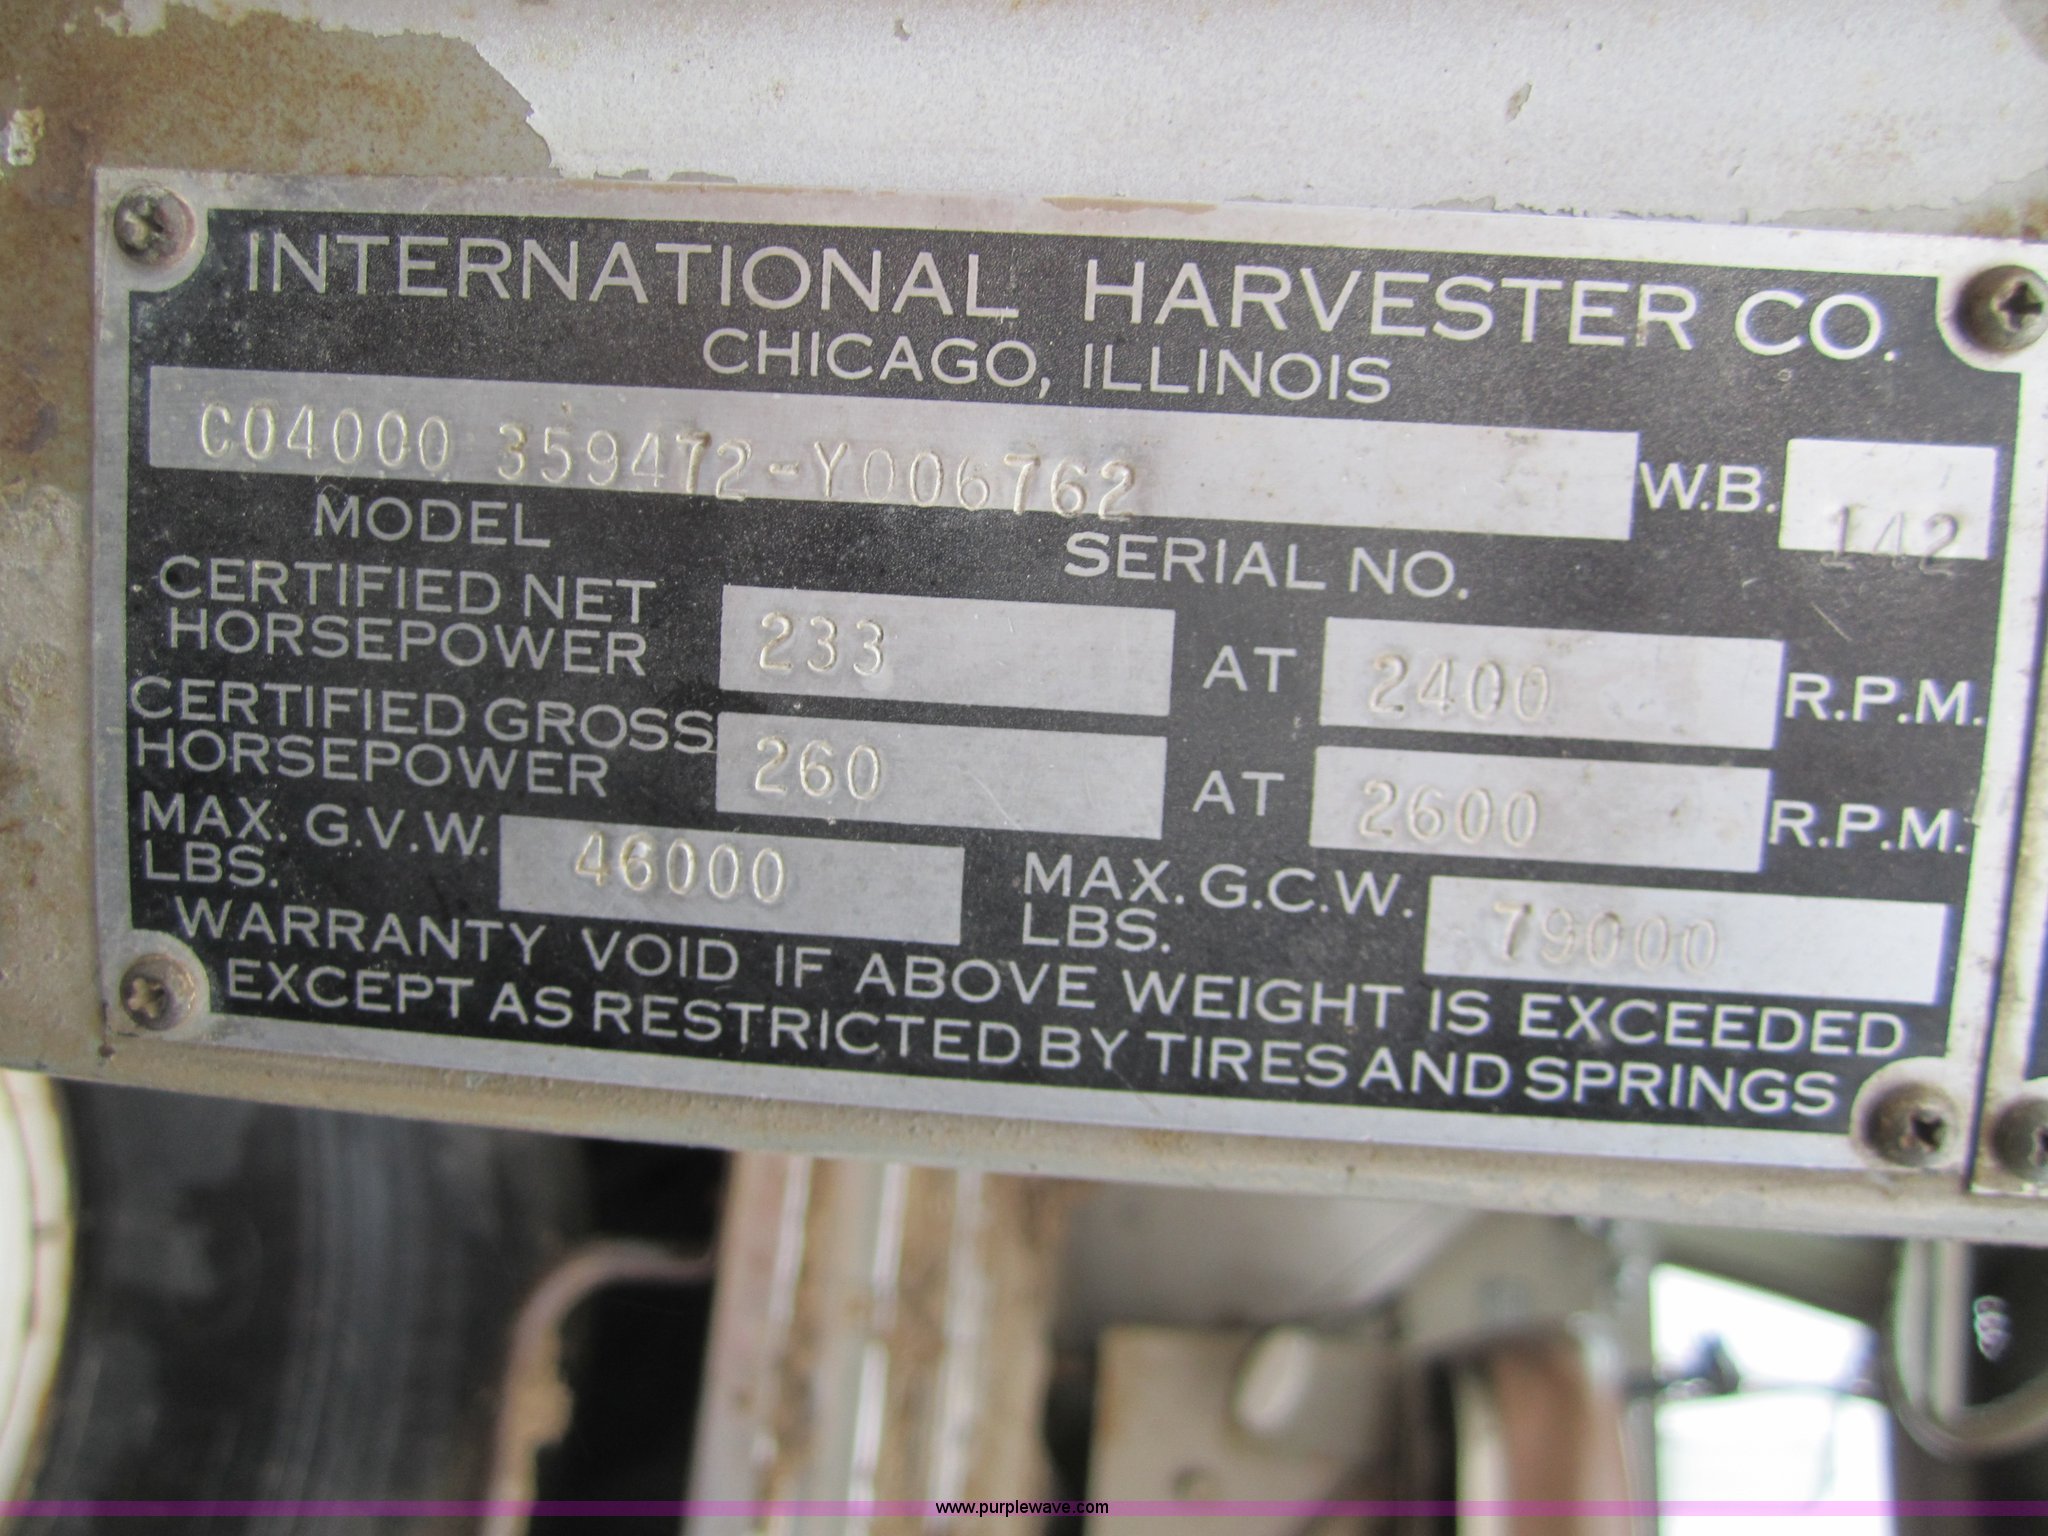 INTERNATIONAL HARVESTER CO.
CHICAGO, ILLINOIS
CO4000 359472-Y006762 W.B. 142
MODEL SERIAL NO.
CERTIFIED NET HORSEPOWER 233 AT 2400 R.P.M.
CERTIFIED GROSS HORSEPOWER 260 AT 2600 R.P.M.
MAX. G.V.W. LBS. 46000 MAX. G.C.W. LBS. 79000
WARRANTY VOID IF ABOVE WEIGHT IS EXCEEDED
EXCEPT AS RESTRICTED BY TIRES AND SPRINGS
www.purplewave.com